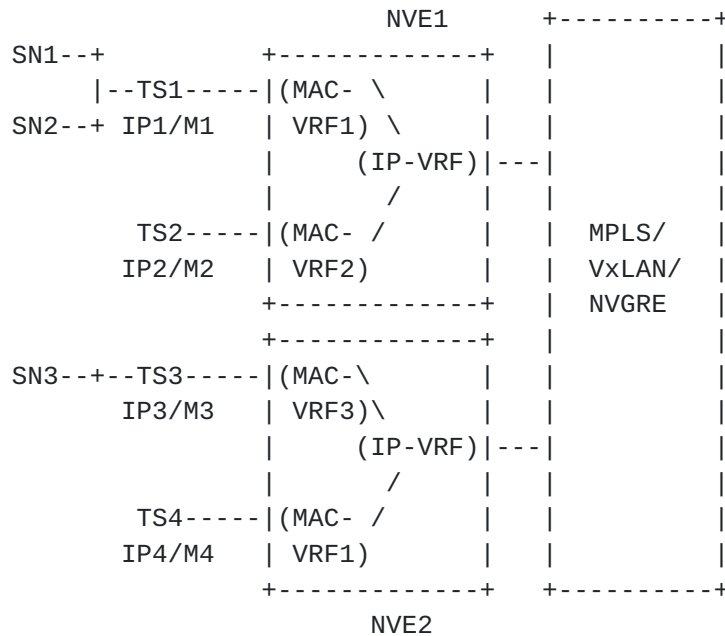 NVE1         +----------+
SN1--+          +-------------+   |          |
     |--TS1-----|(MAC- \      |   |          |
SN2--+ IP1/M1   | VRF1) \     |   |          |
                |     (IP-VRF)|---|          |
                |       /     |   |          |
        TS2-----|(MAC- /      |   |  MPLS/   |
       IP2/M2   | VRF2)       |   |  VxLAN/  |
                +-------------+   |  NVGRE   |
                +-------------+   |          |
SN3--+--TS3-----|(MAC-\       |   |          |
       IP3/M3   | VRF3)\      |   |          |
                |     (IP-VRF)|---|          |
                |       /     |   |          |
        TS4-----|(MAC- /      |   |          |
       IP4/M4   | VRF1)       |   |          |
                +-------------+   +----------+
                    NVE2